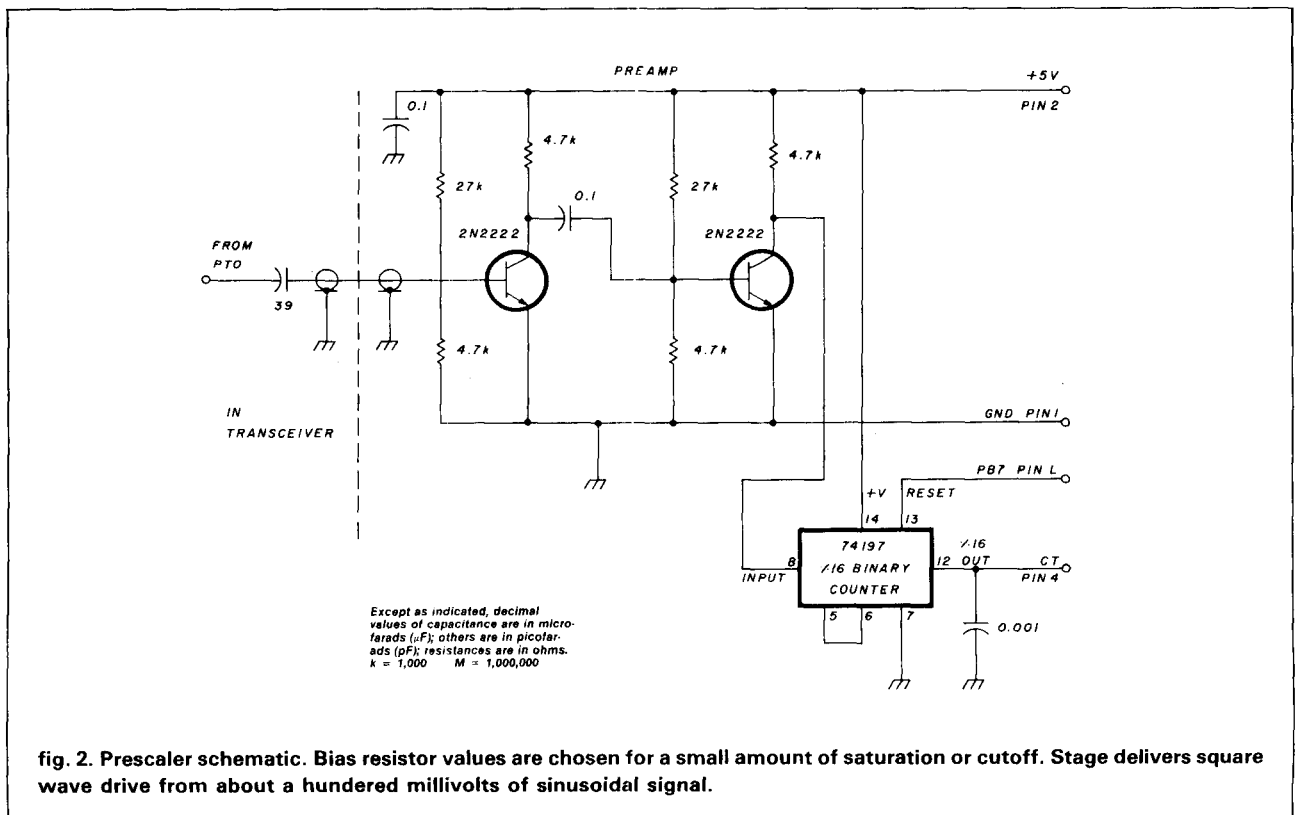 PREAMP
+5V
PIN 2
0.1
4.7k
4.7k
27k
0.1
27k
2N2222
2N2222
FROM
PTO
39
4.7k
4.7k
IN
TRANSCEIVER
GND PIN 1
PB7 PIN L
+V RESET
14 13
74197
8 ⁒16 BINARY 12
COUNTER
INPUT
⁒16
OUT
CT
PIN 4
5 6 7
0.001
Except as indicated, decimal
values of capacitance are in micro-
farads (μF); others are in picofar-
ads (pF); resistances are in ohms.
k = 1,000 M = 1,000,000
fig. 2. Prescaler schematic. Bias resistor values are chosen for a small amount of saturation or cutoff. Stage delivers square
wave drive from about a hundered millivolts of sinusoidal signal.